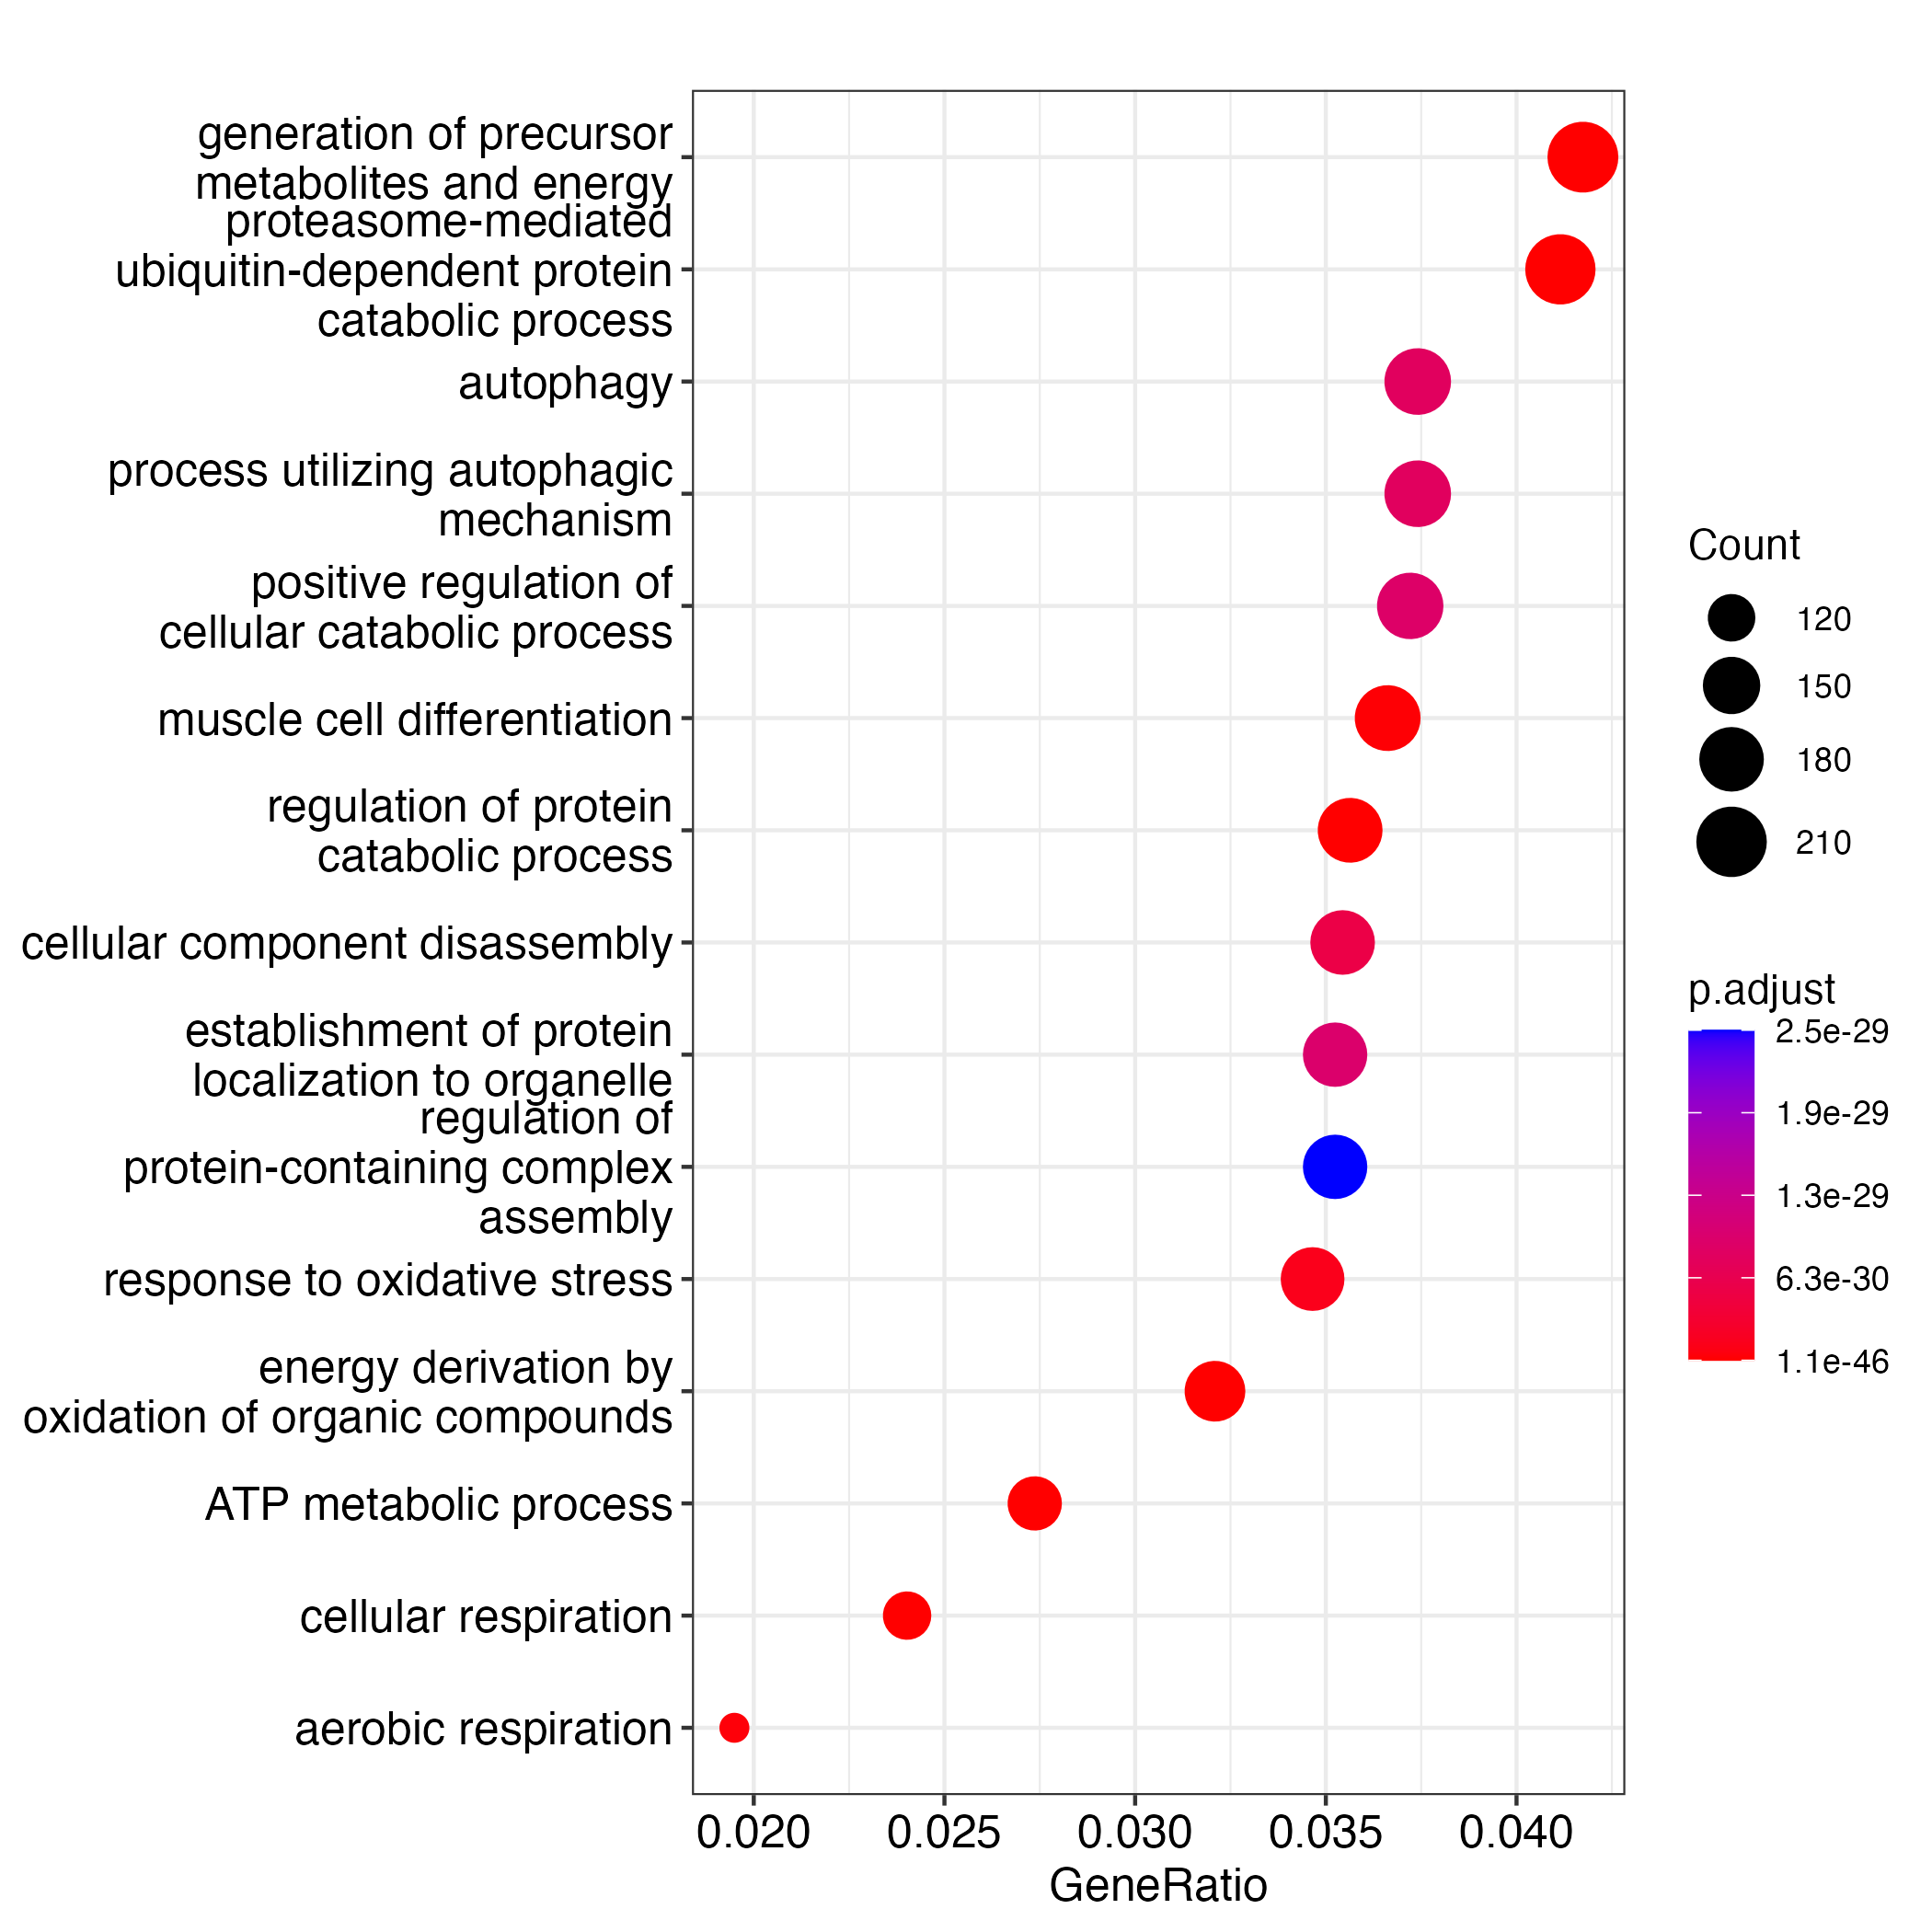 generation of precursor
metabolites and energy
proteasome-mediated
ubiquitin-dependent protein
catabolic process
autophagy
process utilizing autophagic
mechanism
positive regulation of
cellular catabolic process
muscle cell differentiation
regulation of protein
catabolic process
cellular component disassembly
establishment of protein
localization to organelle
regulation of
protein-containing complex
assembly
response to oxidative stress
energy derivation by
oxidation of organic compounds
ATP metabolic process
cellular respiration
aerobic respiration
0.020 0.025 0.030 0.035 0.040
GeneRatio
Count
120
150
180
210
p.adjust
2.5e-29
1.9e-29
1.3e-29
6.3e-30
1.1e-46